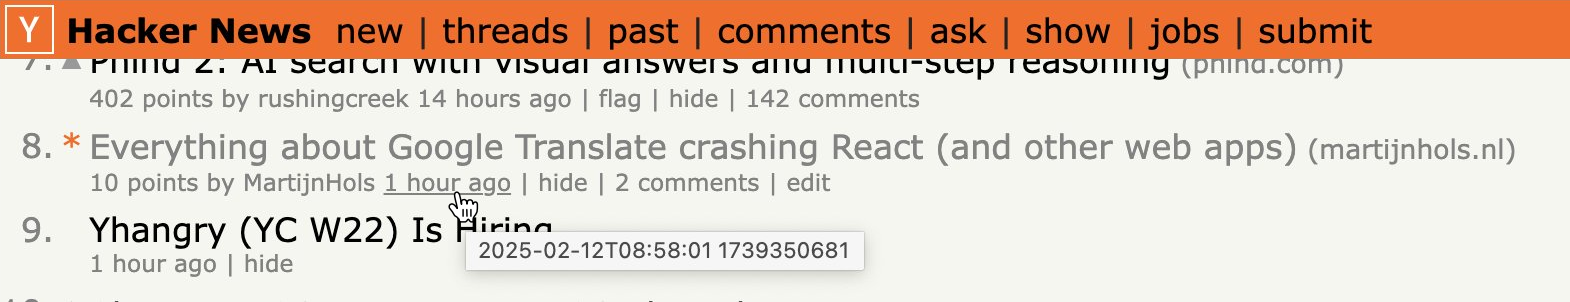 Y Hacker News new | threads | past | comments | ask | show | jobs | submit
7. Phind 2: AI search with visual answers and multi-step reasoning (phind.com)
402 points by rushingcreek 14 hours ago | flag | hide | 142 comments
8. * Everything about Google Translate crashing React (and other web apps) (martijnhols.nl)
10 points by MartijnHols 1 hour ago | hide | 2 comments | edit
9. Yhangry (YC W22) Is Hiring
2025-02-12T08:58:01 1739350681
1 hour ago | hide